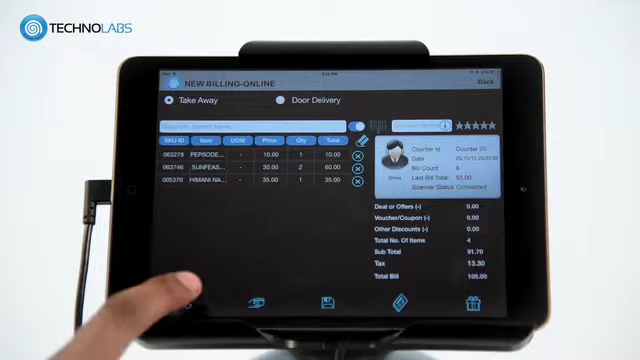 TECHNOLABS
NEW BILLING-ONLINE
Back
Take Away
Door Delivery
SKU ID Item UOM Price Qty Total
063278 PEPSODE... - 10.00 1 10.00
063746 SUNFEAS... - 30.00 2 60.00
005370 HIMANI NA... - 35.00 1 35.00
Counter Id Counter 20
Date
Bill Count 6
Last Bill Total: 55.00
Scanner Status Connected
Shiva
Deal or Offers (-) 0.00
Voucher/Coupon (-) 0.00
Other Discounts (-) 0.00
Total No. Of Items 4
Sub Total 91.70
Tax 13.30
Total Bill 105.00